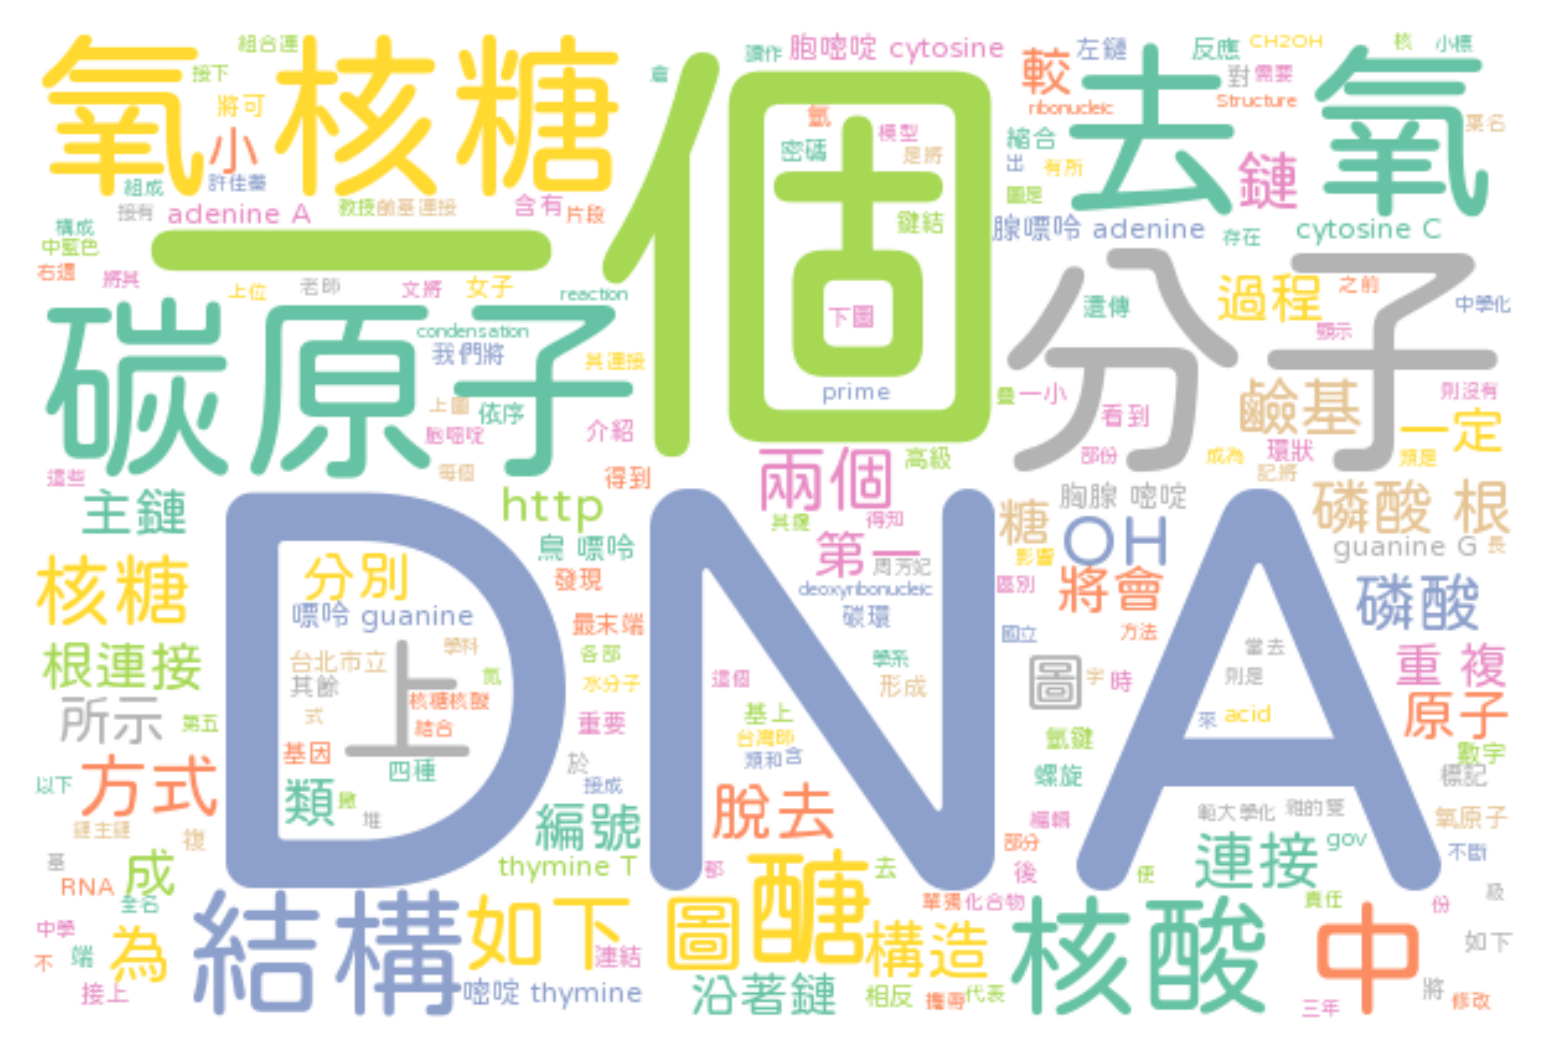 組合連
接下
氧核糖
將可
小
組成
許佳蓁
接有
adenine A
教授
含有
片段
構成
中藍色
右邊
將其
一個
上位
老師
文將
女子
reaction
condensation
碳原子
我們將
其連接
上圖
依序
胞嘧啶
介紹
這些
每個
得到
讀作
胞嘧啶 cytosine
氫
模型
密碼
是將
鍵結
下圖
prime
左鏈
反應
CH2OH
核
小標
較
對
需要
ribonucleic
Structure
去氧
縮合
出
有所
鏈
圖是
腺嘌呤 adenine
存在
cytosine C
分子
遺傳
過程
之前
顯示
中學化
一小
看到
鹼基
則沒有
一定
部份
成為
環狀
記將
類是
主鏈
http
兩個
高級
其鍵
得知
胸腺 嘧啶
糖
OH
磷酸 根
guanine G
長
DNA
核糖
分別
嘌呤 guanine
鳥 嘌呤
發現
最末端
第一
周芳妃
deoxyribonucleic
碳環
影響
區別
將會
國立
方法
磷酸
根連接
台北市立
學科
其餘
上
氮
核糖核酸
結合
式
基因
四種
類
堆
各部
水分子
重要
於
接成
這個
學系
形成
基上
台灣師
類和
含
圖
字
時
當去
則是
來
acid
重 複
原子
數字
標記
所示
第五
方式
以下
編號
脫去
氫鍵
螺旋
編輯
部分
範大學化
雜的雙
氧原子
連接
gov
不斷
鏈主鏈
復
基
成
RNA
全名
thymine T
都
去
後
便
單獨
化合物
責任
份
級
中學
不
端
為
接上
結構
如下
連結
嘧啶 thymine
圖
醣
構造
沿著鏈
相反
攜帶
代表
核酸
中
如下
將
三年
修改